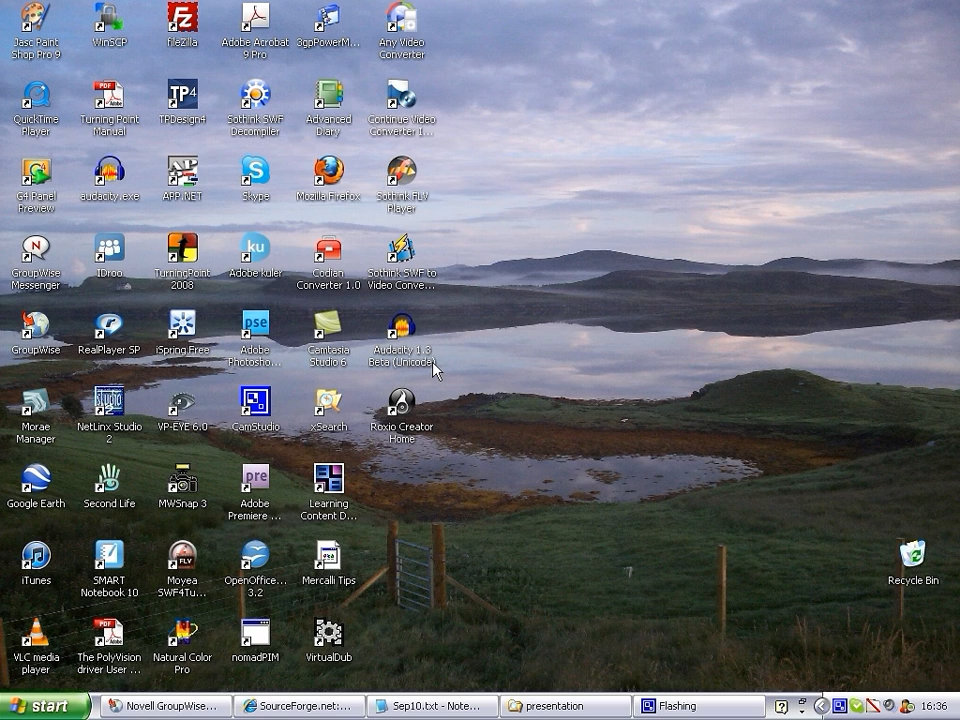 Jasc Paint
Shop Pro 9
WinSCP
fileZilla
Adobe Acrobat
9 Pro
3gpPowerM...
Any Video
Converter
QuickTime
Player
Turning Point
Manual
TPDesign4
Sothink SWF
Decompiler
Advanced
Diary
Continue Video
Converter 1...
G4 Panel
Preview
audacity.exe
APP.NET
Skype
Mozilla Firefox
Sothink FLV
Player
GroupWise
Messenger
IDroo
TurningPoint
2008
Adobe kuler
Codian
Converter 1.0
Sothink SWF to
Video Conve...
GroupWise
RealPlayer SP
iSpring Free
Adobe
Photosho...
Camtasia
Studio 6
Audacity 1.3
Beta (Unicode)
Morae
Manager
NetLinx Studio
2
VP-EYE 6.0
CamStudio
xSearch
Roxio Creator
Home
Google Earth
Second Life
MWSnap 3
Adobe
Premiere ...
Learning
Content D...
iTunes
SMART
Notebook 10
Moyea
SWF4Tu...
OpenOffice...
3.2
Mercalli Tips
Recycle Bin
VLC media
player
The PolyVision
driver User ...
Natural Color
Pro
nomadPIM
VirtualDub
start
Novell GroupWise...
SourceForge.net:...
Sep10.txt - Note...
presentation
Flashing
16:36